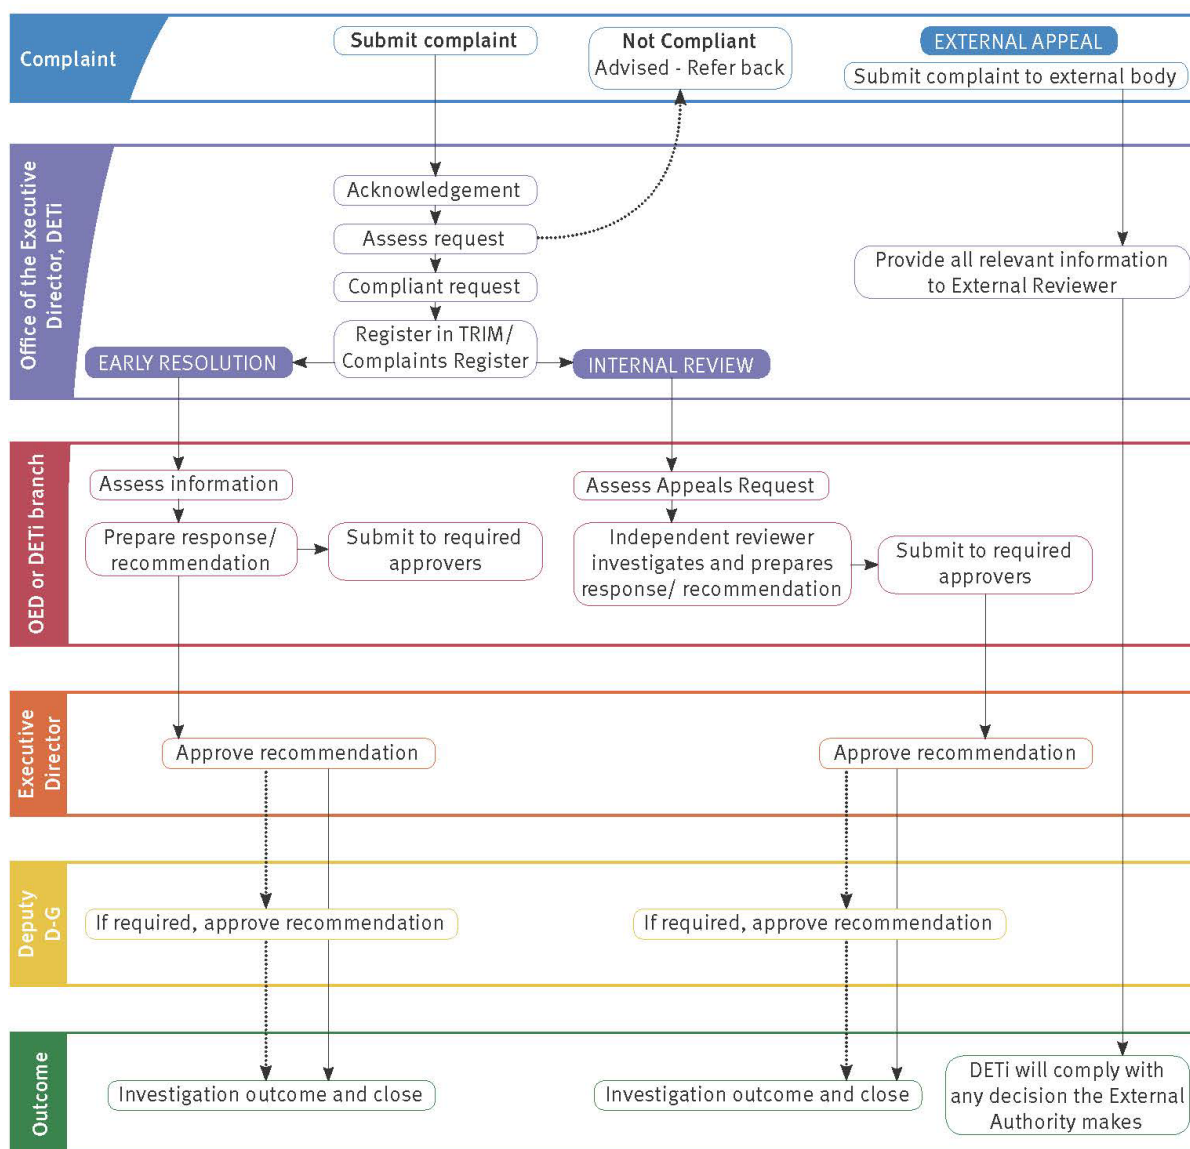 Complaint
Submit complaint
Not Compliant
Advised - Refer back
EXTERNAL APPEAL
Submit complaint to external body
Office of the Executive
Director, DETi
Acknowledgement
Assess request
Compliant request
Register in TRIM/
Complaints Register
EARLY RESOLUTION
INTERNAL REVIEW
Provide all relevant information
to External Reviewer
OED or DETi branch
Assess information
Prepare response/
recommendation
Submit to required
approvers
Assess Appeals Request
Independent reviewer
investigates and prepares
response/ recommendation
Submit to required
approvers
Executive
Director
Approve recommendation
Approve recommendation
Deputy
D-G
If required, approve recommendation
If required, approve recommendation
Outcome
Investigation outcome and close
Investigation outcome and close
DETi will comply with
any decision the External
Authority makes